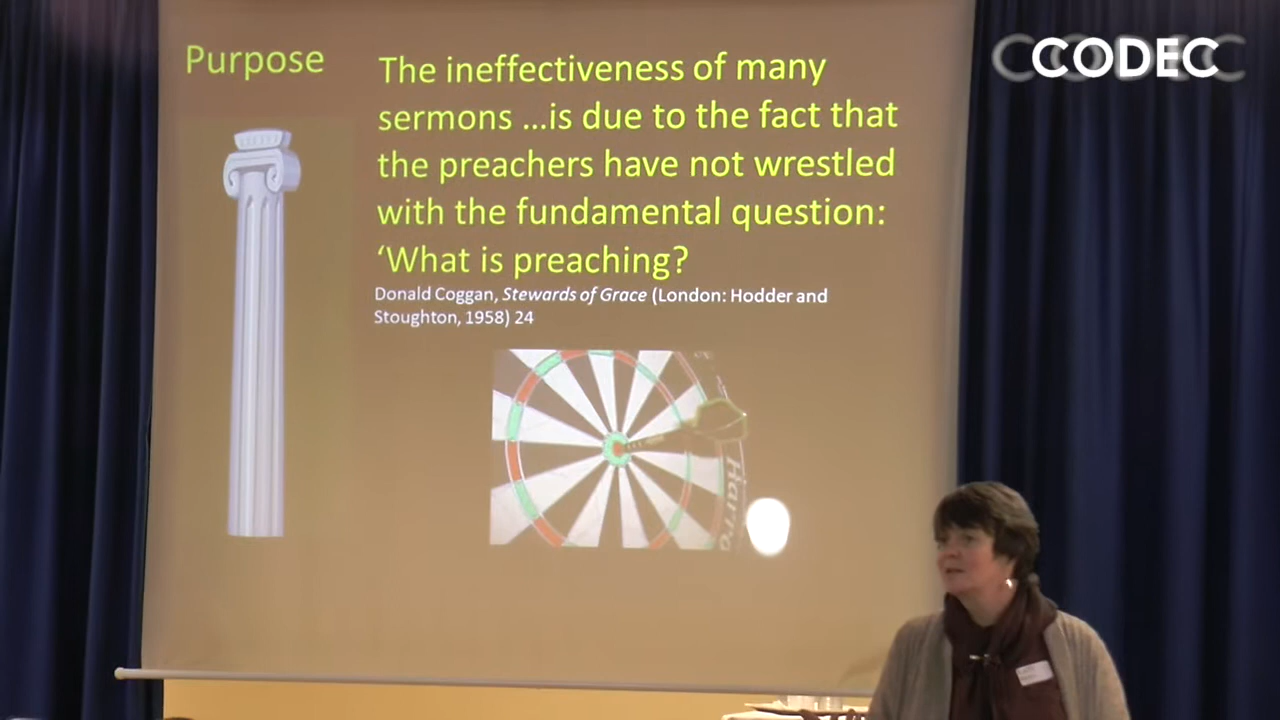 Purpose
The ineffectiveness of many
sermons ...is due to the fact that
the preachers have not wrestled
with the fundamental question:
‘What is preaching?
Donald Coggan, Stewards of Grace (London: Hodder and
Stoughton, 1958) 24
Harro
CODEC